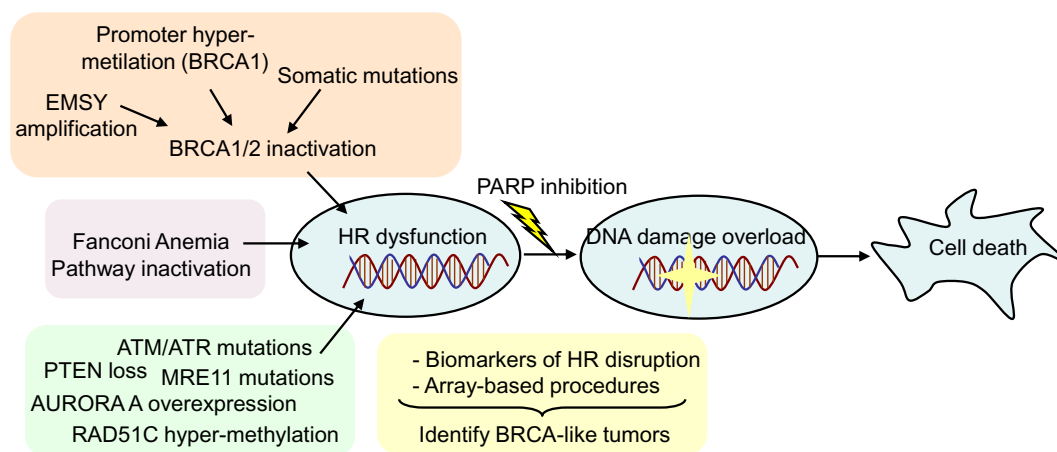 Promoter hyper-
metilation (BRCA1)
Somatic mutations
EMSY
amplification
BRCA1/2 inactivation
PARP inhibition
Fanconi Anemia
Pathway inactivation
HR dysfunction
DNA damage overload
Cell death
ATM/ATR mutations
PTEN loss
MRE11 mutations
AURORA A overexpression
RAD51C hyper-methylation
- Biomarkers of HR disruption
- Array-based procedures
Identify BRCA-like tumors